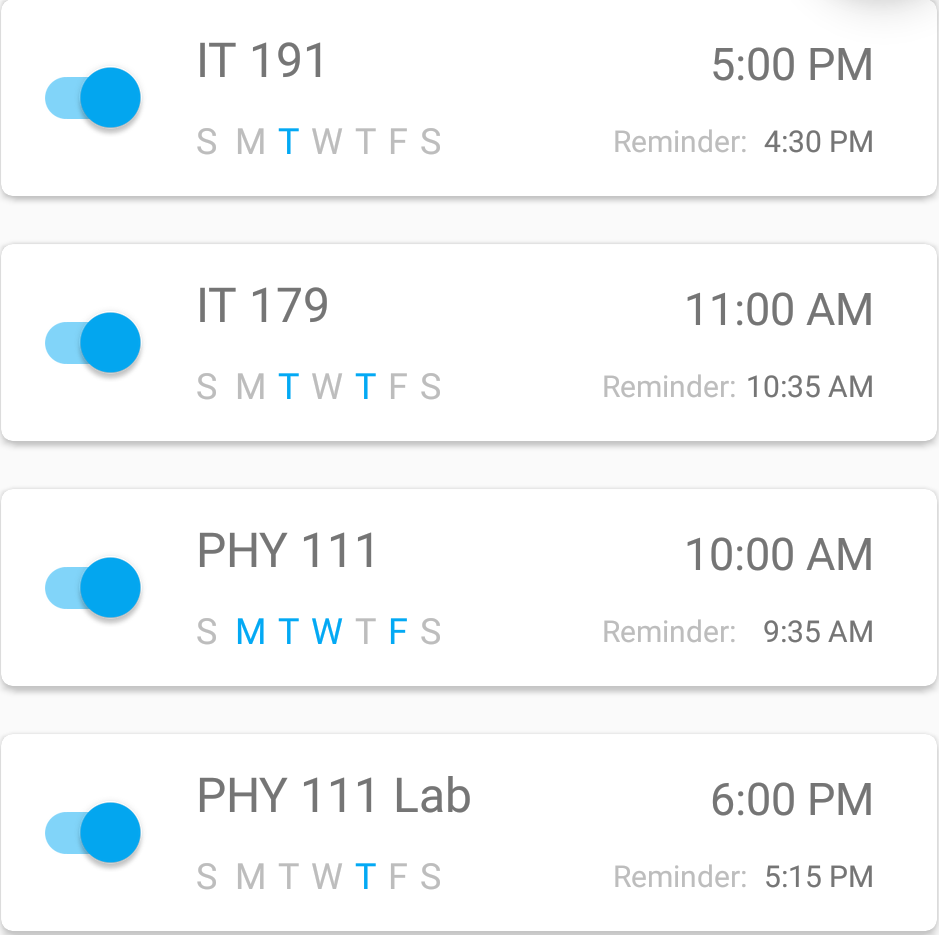 IT 191 5:00 PM
S M T W T F S Reminder: 4:30 PM
IT 179 11:00 AM
S M T W T F S Reminder: 10:35 AM
PHY 111 10:00 AM
S M T W T F S Reminder: 9:35 AM
PHY 111 Lab 6:00 PM
S M T W T F S Reminder: 5:15 PM